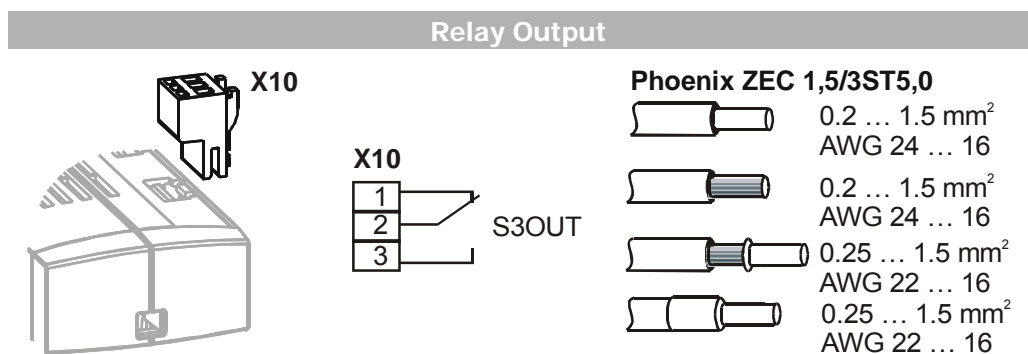 Relay Output
X10
X10
1
2
3
S3OUT
Phoenix ZEC 1,5/3ST5,0
0.2 … 1.5 mm²
AWG 24 … 16
0.2 … 1.5 mm²
AWG 24 … 16
0.25 … 1.5 mm²
AWG 22 … 16
0.25 … 1.5 mm²
AWG 22 … 16